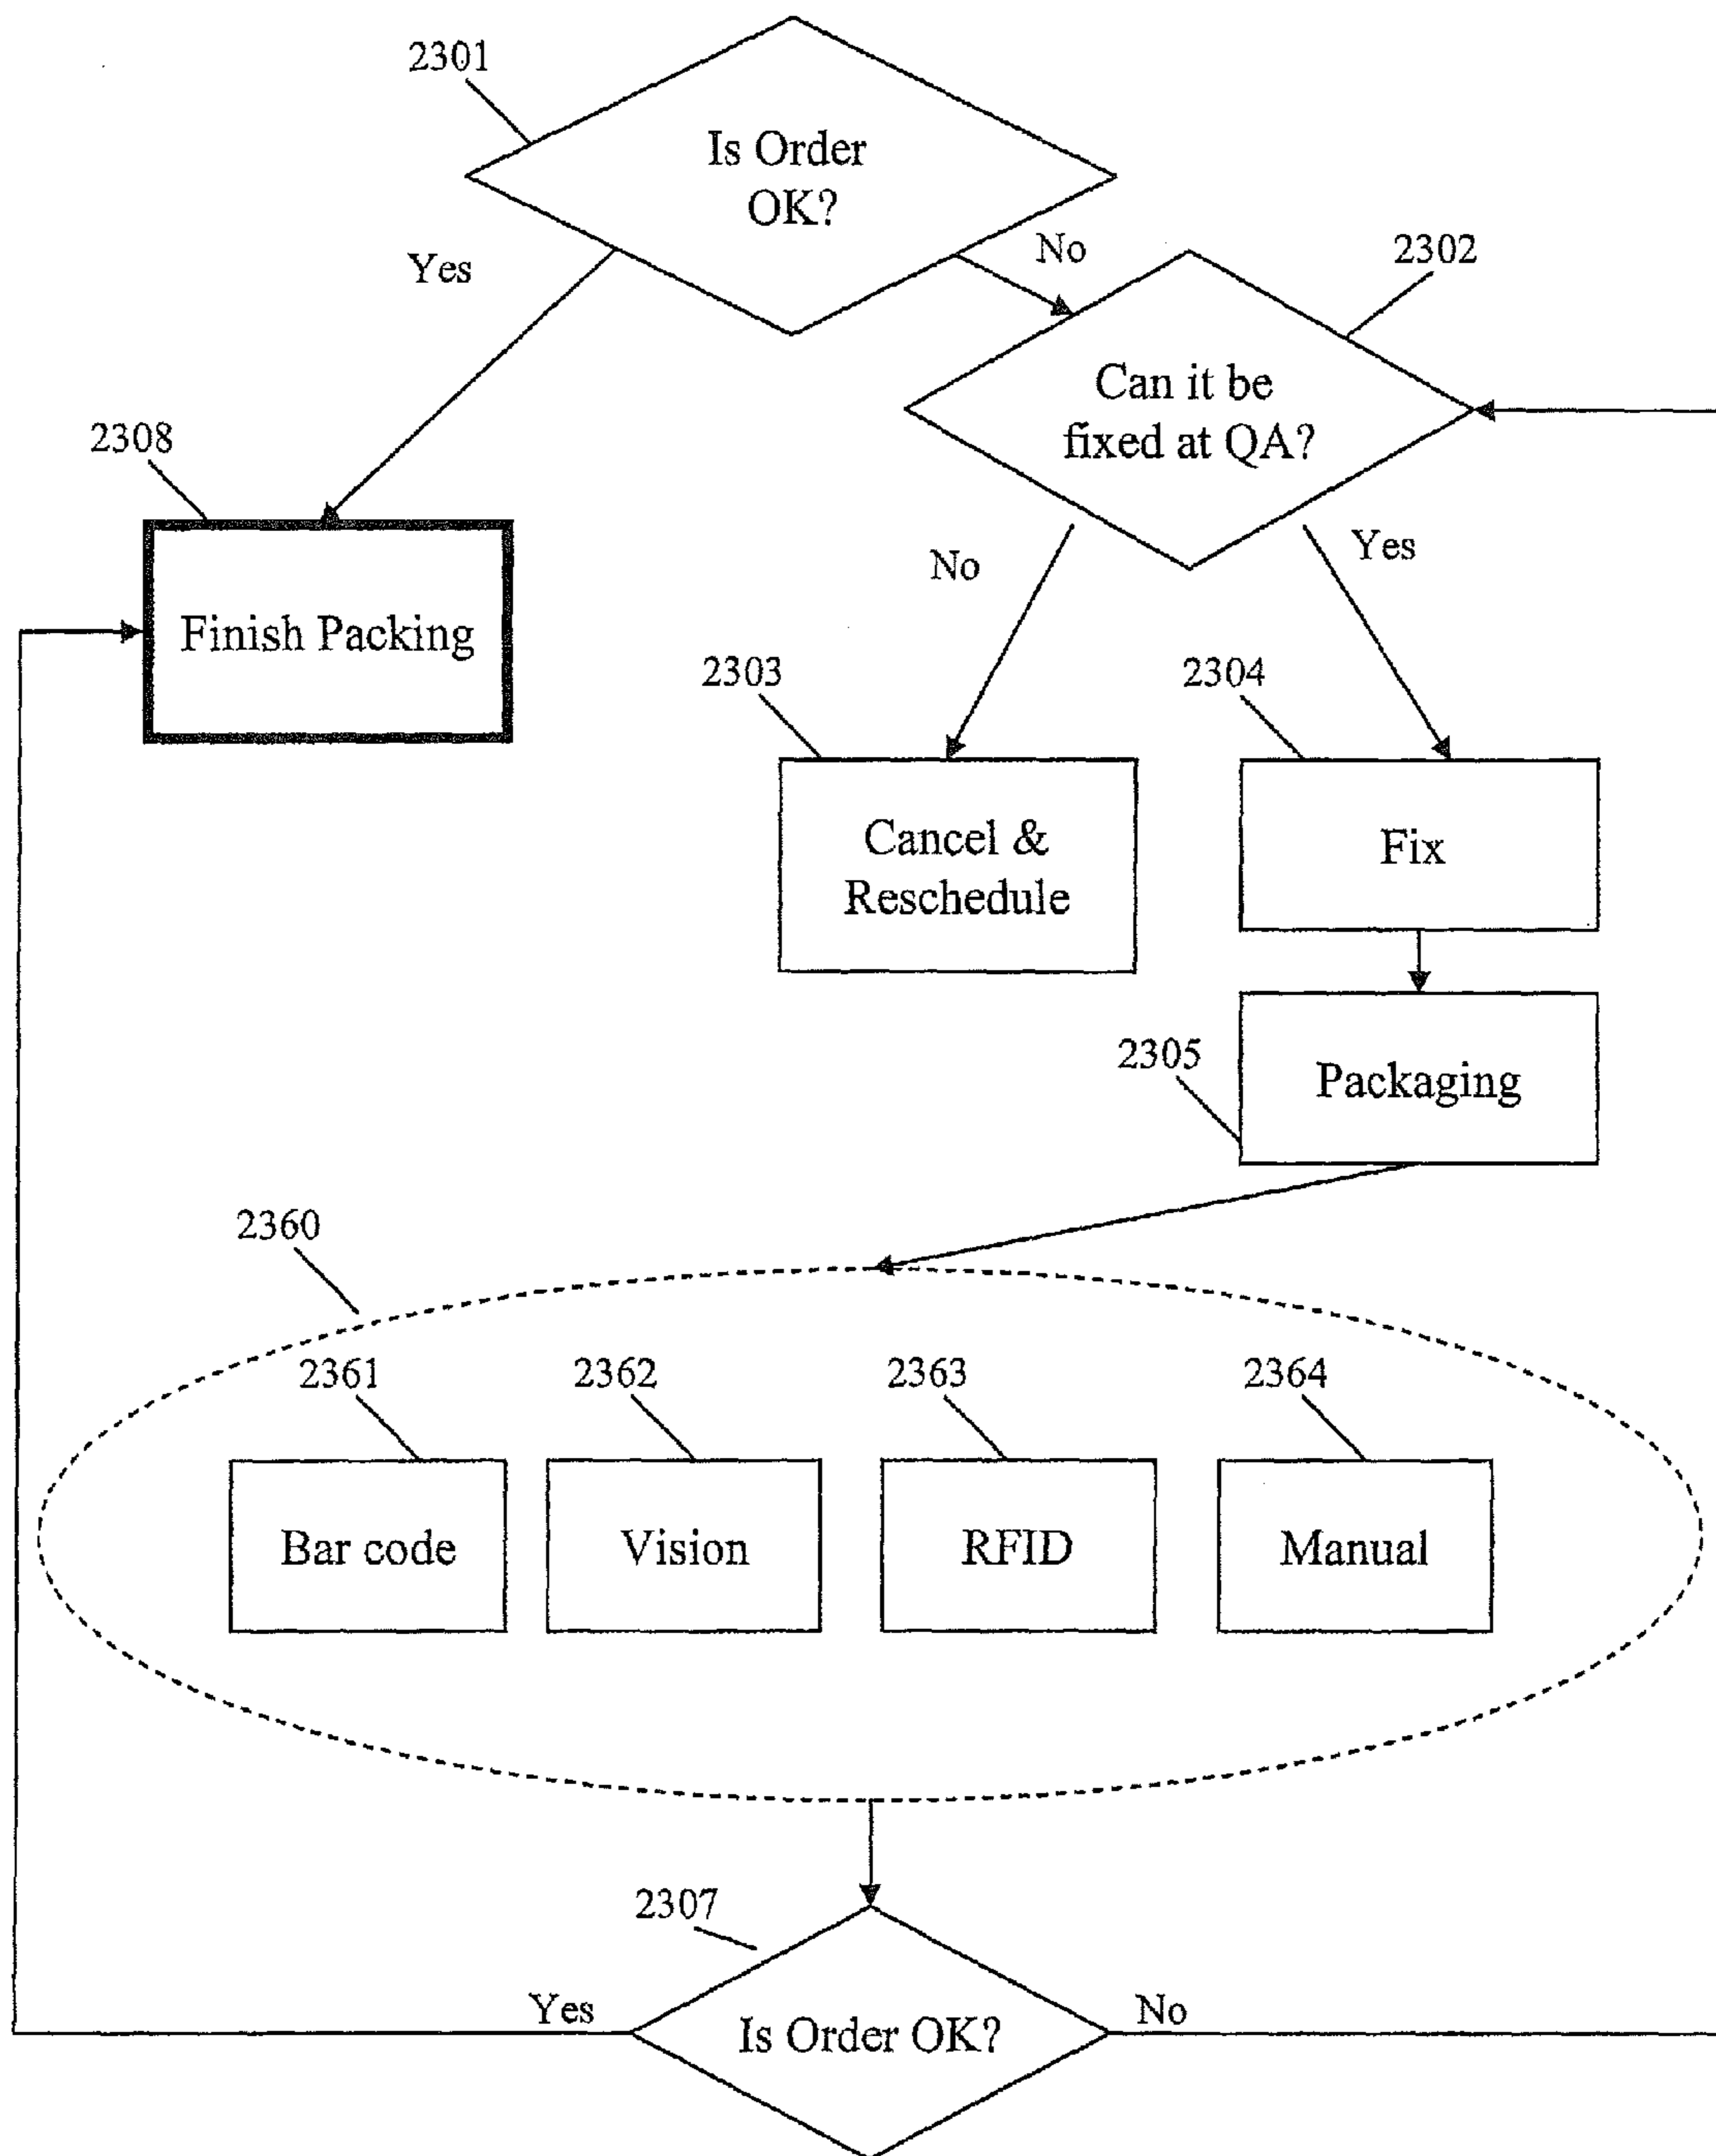 2301
Is Order
OK?
Yes
No
2302
Can it be
fixed at QA?
2308
Finish Packing
No
Yes
2303
2304
Cancel &
Reschedule
Fix
2305
Packaging
2360
2361
2362
2363
2364
Bar code
Vision
RFID
Manual
2307
Yes
Is Order OK?
No